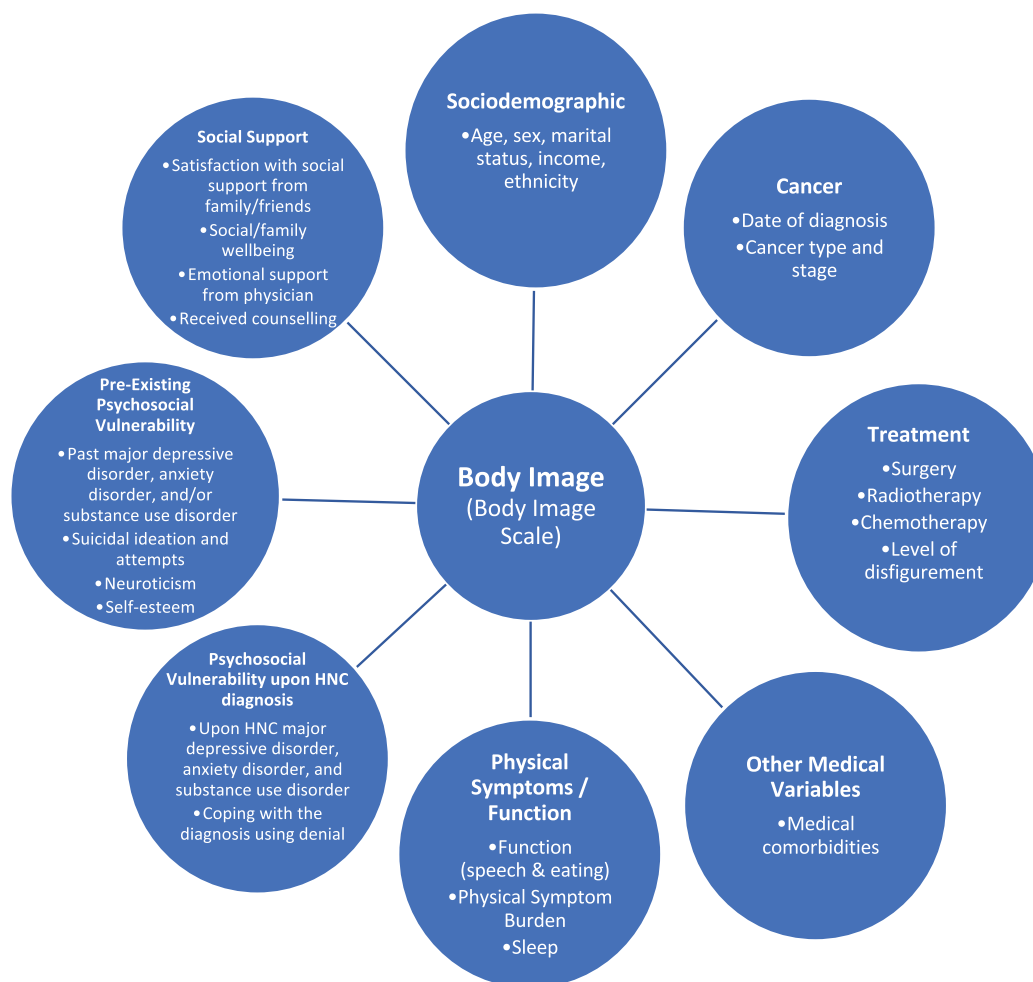 Sociodemographic
•Age, sex, marital
status, income,
ethnicity
Cancer
•Date of diagnosis
•Cancer type and
stage
Treatment
•Surgery
•Radiotherapy
•Chemotherapy
•Level of
disfigurement
Other Medical
Variables
•Medical
comorbidities
Physical
Symptoms /
Function
•Function
(speech & eating)
•Physical Symptom
Burden
•Sleep
Psychosocial
Vulnerability upon HNC
diagnosis
•Upon HNC major
depressive disorder,
anxiety disorder, and
substance use disorder
•Coping with the
diagnosis using denial
Pre-Existing
Psychosocial
Vulnerability
•Past major depressive
disorder, anxiety
disorder, and/or
substance use disorder
•Suicidal ideation and
attempts
•Neuroticism
•Self-esteem
Social Support
•Satisfaction with social
support from
family/friends
•Social/family
wellbeing
•Emotional support
from physician
•Received counselling
Body Image
(Body Image
Scale)